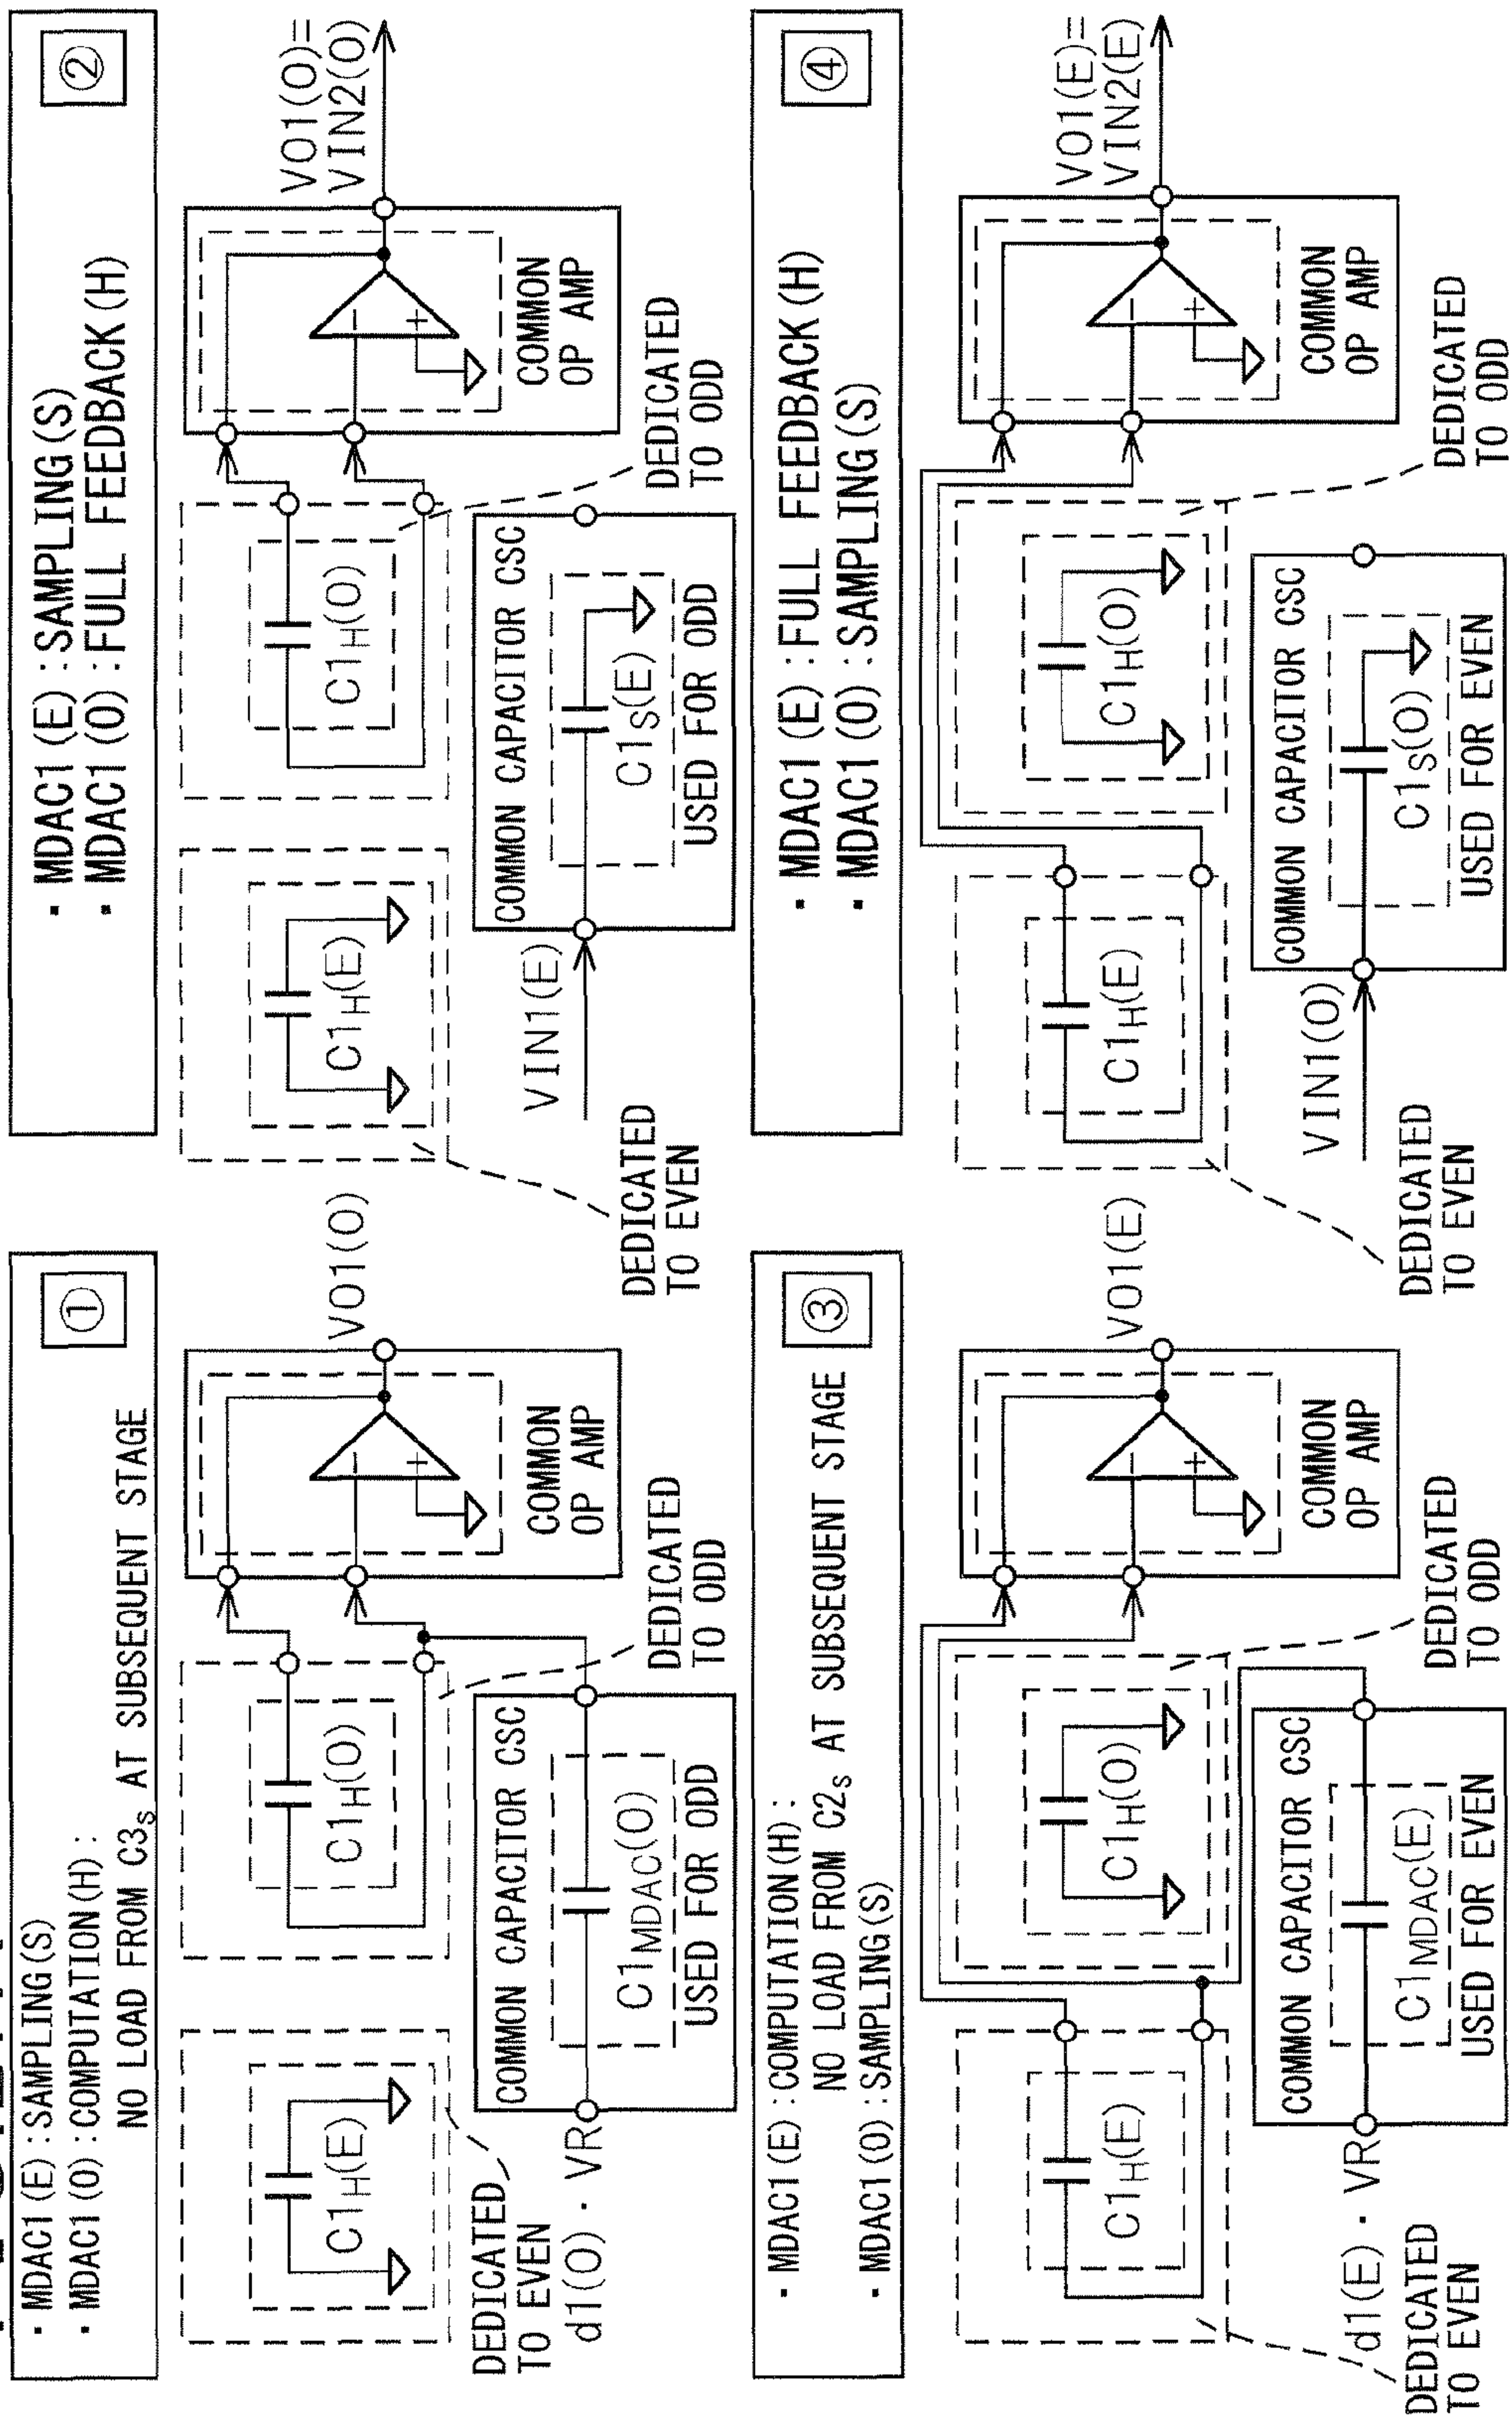 ①
· MDAC1(E):SAMPLING(S)
· MDAC1(O):COMPUTATION(H):
NO LOAD FROM C3s AT SUBSEQUENT STAGE
C1H(E)
C1H(O)
VO1(O)
COMMON
OP AMP
DEDICATED
TO ODD
COMMON CAPACITOR CSC
C1MDAC(O)
USED FOR ODD
DEDICATED
TO EVEN
d1(O)·VR
②
· MDAC1(E):SAMPLING(S)
· MDAC1(O):FULL FEEDBACK(H)
C1H(E)
C1H(O)
VO1(O)=
VIN2(O)
COMMON
OP AMP
DEDICATED
TO ODD
COMMON CAPACITOR CSC
C1S(E)
USED FOR ODD
VIN1(E)
DEDICATED
TO EVEN
③
· MDAC1(E):COMPUTATION(H):
NO LOAD FROM C2s AT SUBSEQUENT STAGE
· MDAC1(O):SAMPLING(S)
C1H(E)
C1H(O)
VO1(E)
COMMON
OP AMP
DEDICATED
TO ODD
COMMON CAPACITOR CSC
C1MDAC(E)
USED FOR EVEN
d1(E)·VR
DEDICATED
TO EVEN
④
· MDAC1(E):FULL FEEDBACK(H)
· MDAC1(O):SAMPLING(S)
C1H(E)
C1H(O)
VO1(E)=
VIN2(E)
COMMON
OP AMP
DEDICATED
TO ODD
COMMON CAPACITOR CSC
C1S(O)
USED FOR EVEN
VIN1(O)
DEDICATED
TO EVEN